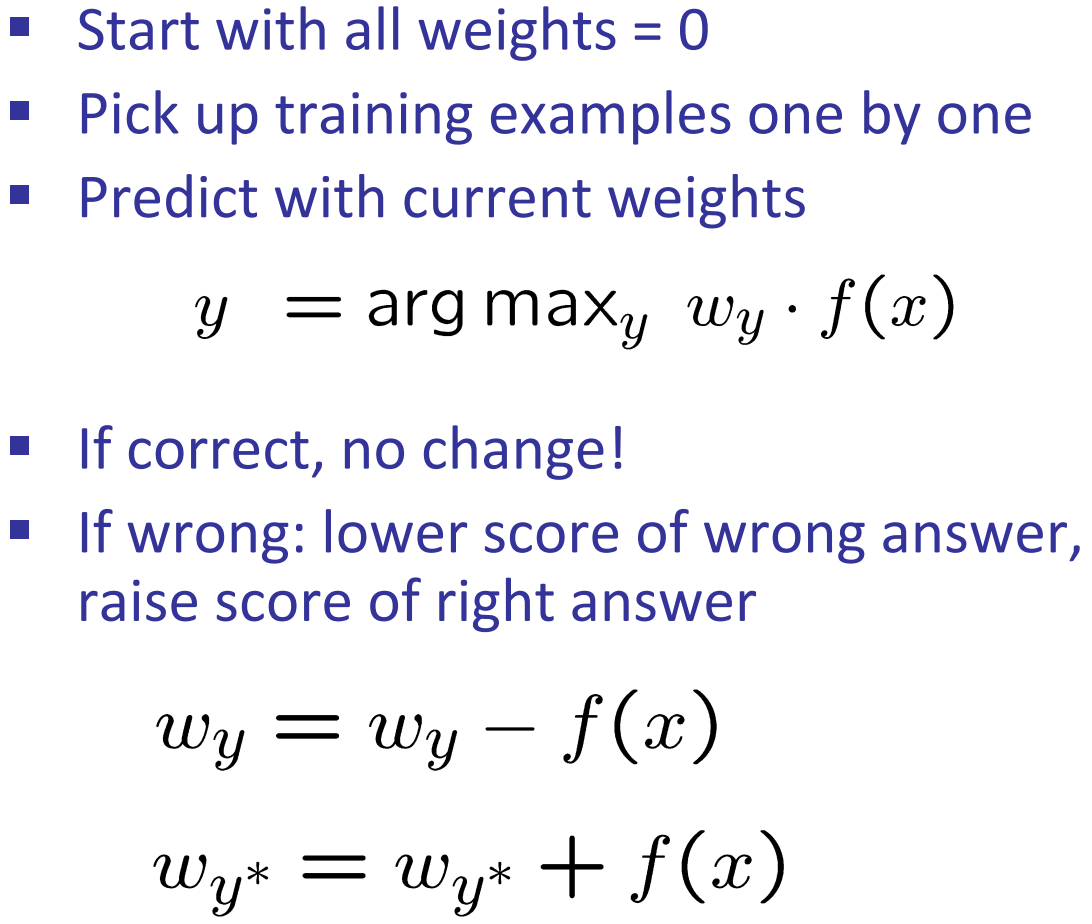 ▪ Start with all weights = 0
▪ Pick up training examples one by one
▪ Predict with current weights
y = arg max_y w_y · f(x)
▪ If correct, no change!
▪ If wrong: lower score of wrong answer,
raise score of right answer
w_y = w_y − f(x)
w_{y*} = w_{y*} + f(x)